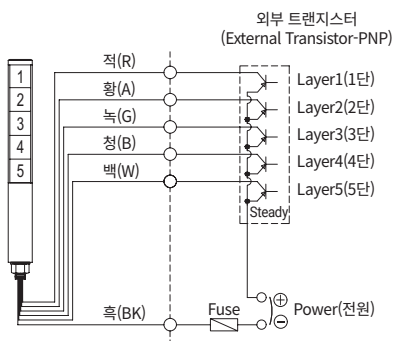 외부 트랜지스터
(External Transistor-PNP)
적(R)
Layer1(1단)
1
황(A)
Layer2(2단)
2
녹(G)
Layer3(3단)
3
청(B)
Layer4(4단)
4
백(W)
Layer5(5단)
5
Steady
흑(BK)
Fuse
⊕
Power(전원)
⊖